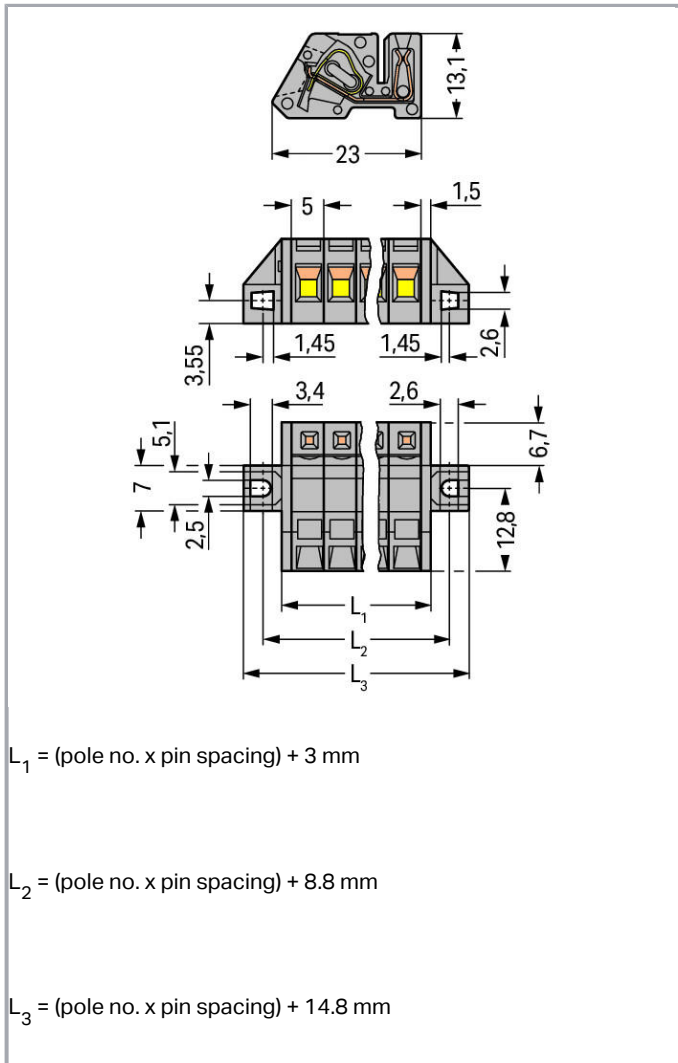 13,1
23
5
1,5
3,55
1,45
1,45
2,6
3,4
2,6
5,1
7
2,5
6,7
12,8
L₁
L₂
L₃
L₁ = (pole no. x pin spacing) + 3 mm
L₂ = (pole no. x pin spacing) + 8.8 mm
L₃ = (pole no. x pin spacing) + 14.8 mm